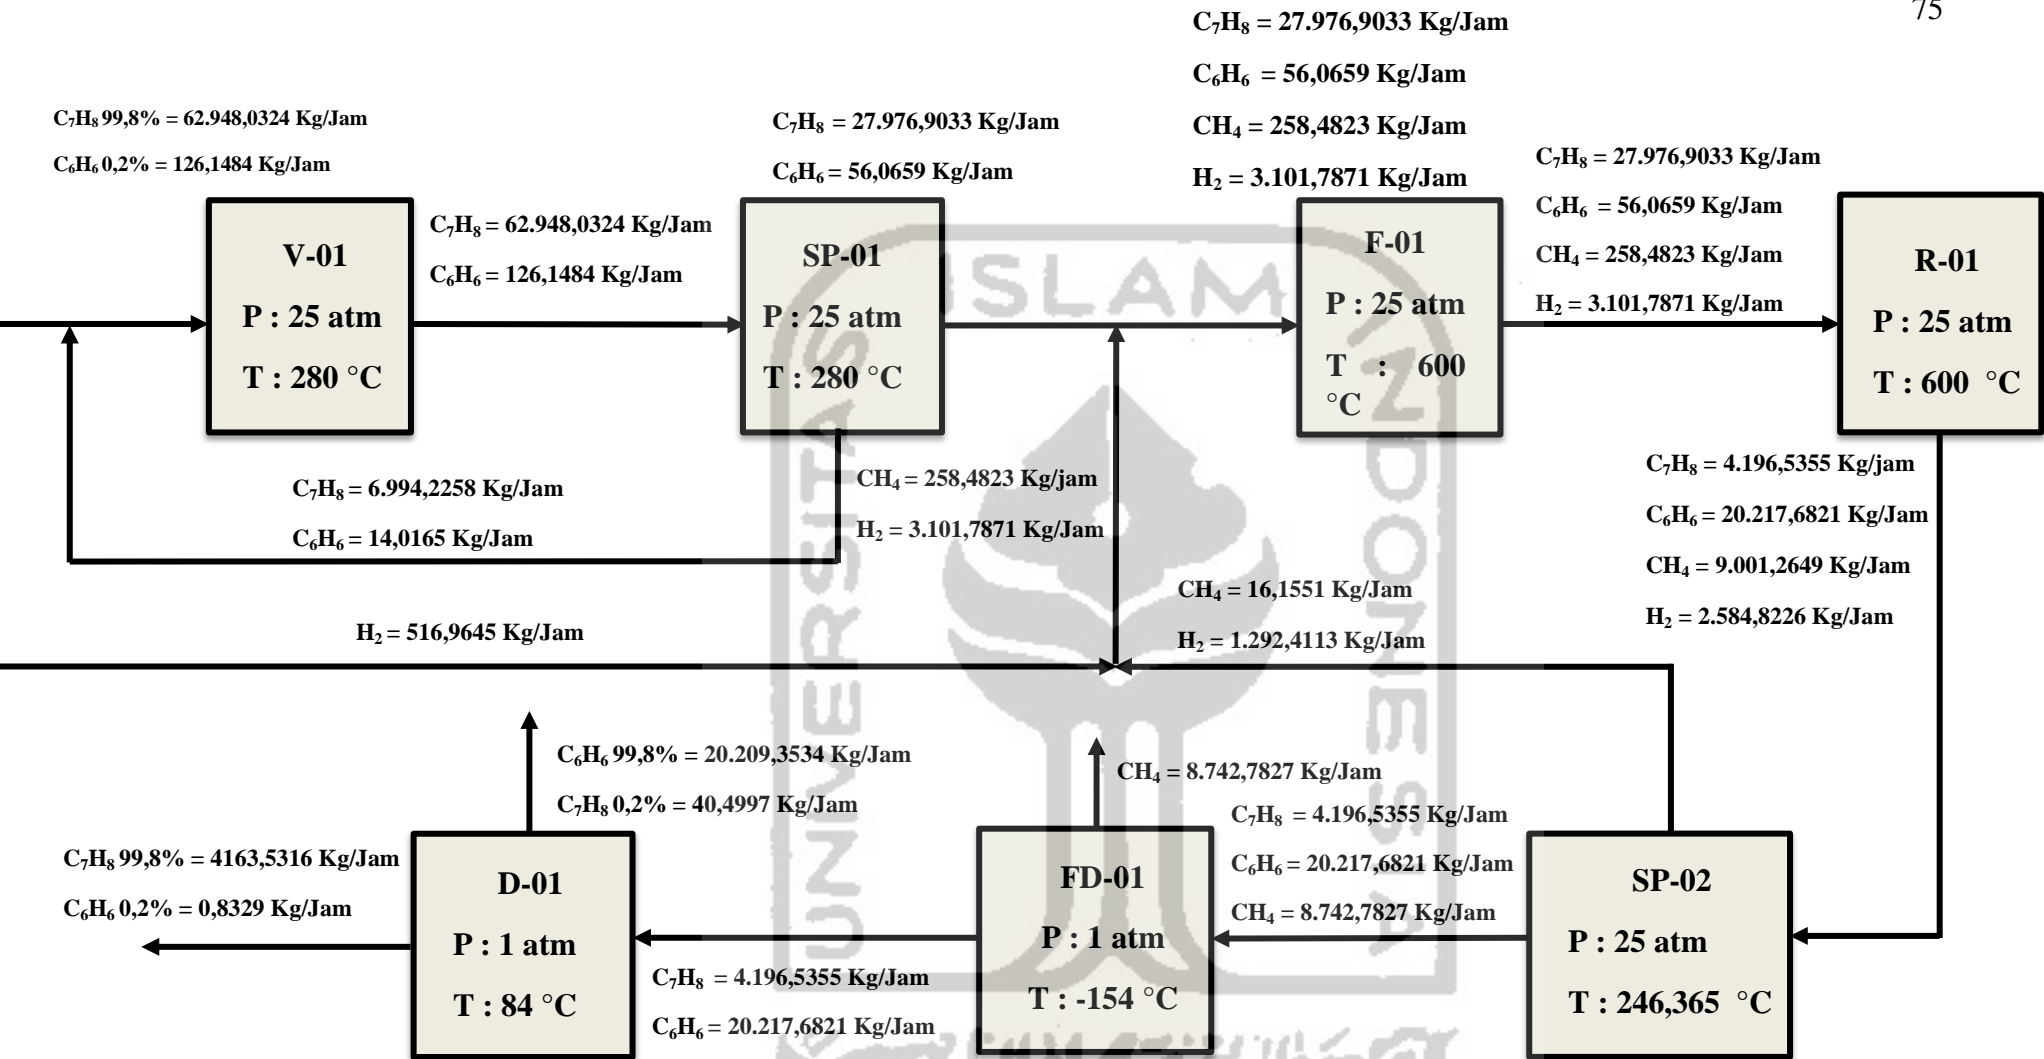 75
C₇H₈ 99,8% = 62.948,0324 Kg/Jam
C₆H₆ 0,2% = 126,1484 Kg/Jam
V-01
P : 25 atm
T : 280 °C
C₇H₈ = 62.948,0324 Kg/Jam
C₆H₆ = 126,1484 Kg/Jam
C₇H₈ = 27.976,9033 Kg/Jam
C₆H₆ = 56,0659 Kg/Jam
SP-01
P : 25 atm
T : 280 °C
C₇H₈ = 27.976,9033 Kg/Jam
C₆H₆ = 56,0659 Kg/Jam
CH₄ = 258,4823 Kg/Jam
H₂ = 3.101,7871 Kg/Jam
F-01
P : 25 atm
T : 600
°C
C₇H₈ = 27.976,9033 Kg/Jam
C₆H₆ = 56,0659 Kg/Jam
CH₄ = 258,4823 Kg/Jam
H₂ = 3.101,7871 Kg/Jam
R-01
P : 25 atm
T : 600 °C
C₇H₈ = 6.994,2258 Kg/Jam
C₆H₆ = 14,0165 Kg/Jam
CH₄ = 258,4823 Kg/jam
H₂ = 3.101,7871 Kg/Jam
C₇H₈ = 4.196,5355 Kg/jam
C₆H₆ = 20.217,6821 Kg/Jam
CH₄ = 9.001,2649 Kg/Jam
H₂ = 2.584,8226 Kg/Jam
H₂ = 516,9645 Kg/Jam
CH₄ = 16,1551 Kg/Jam
H₂ = 1.292,4113 Kg/Jam
C₆H₆ 99,8% = 20.209,3534 Kg/Jam
C₇H₈ 0,2% = 40,4997 Kg/Jam
CH₄ = 8.742,7827 Kg/Jam
C₇H₈ 99,8% = 4163,5316 Kg/Jam
C₆H₆ 0,2% = 0,8329 Kg/Jam
D-01
P : 1 atm
T : 84 °C
C₇H₈ = 4.196,5355 Kg/Jam
C₆H₆ = 20.217,6821 Kg/Jam
FD-01
P : 1 atm
T : -154 °C
C₇H₈ = 4.196,5355 Kg/Jam
C₆H₆ = 20.217,6821 Kg/Jam
CH₄ = 8.742,7827 Kg/Jam
SP-02
P : 25 atm
T : 246,365 °C
UNIVERSITAS
ISLAM
INDONESIA